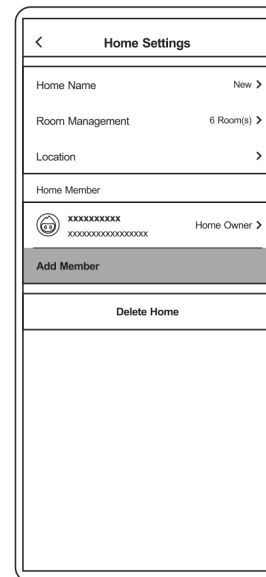 Home Settings
Home Name New
Room Management 6 Room(s)
Location
Home Member
xxxxxxxxxx
xxxxxxxxxxxxxxxxx
Home Owner
Add Member
Delete Home